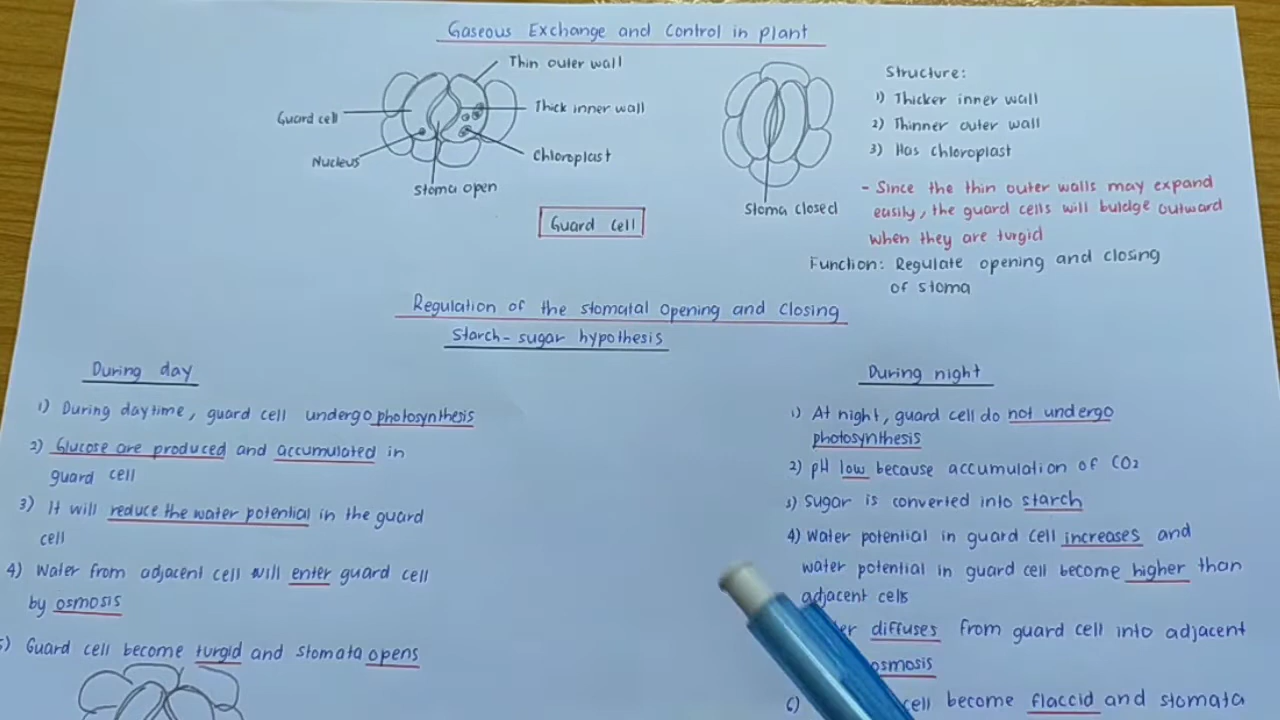 Gaseous Exchange and Control in plant
Thin outer wall
Guard cell
Thick inner wall
Nucleus
Chloroplast
Stoma open
Guard cell
Stoma closed
Structure:
1) Thicker inner wall
2) Thinner outer wall
3) Has chloroplast
- Since the thin outer walls may expand
easily, the guard cells will buldge outward
when they are turgid
Function: Regulate opening and closing
of stoma
Regulation of the stomatal Opening and Closing
Starch-sugar hypothesis
During day
1) During daytime, guard cell undergo photosynthesis
2) Glucose are produced and accumulated in
guard cell
3) It will reduce the water potential in the guard
cell
4) Water from adjacent cell will enter guard cell
by osmosis
5) Guard cell become turgid and stomata opens
During night
1) At night, guard cell do not undergo
photosynthesis
2) pH low because accumulation of CO2
3) Sugar is converted into starch
4) Water potential in guard cell increases and
water potential in guard cell become higher than
adjacent cells
diffuses from guard cell into adjacent
osmosis
6) cell become flaccid and stomata